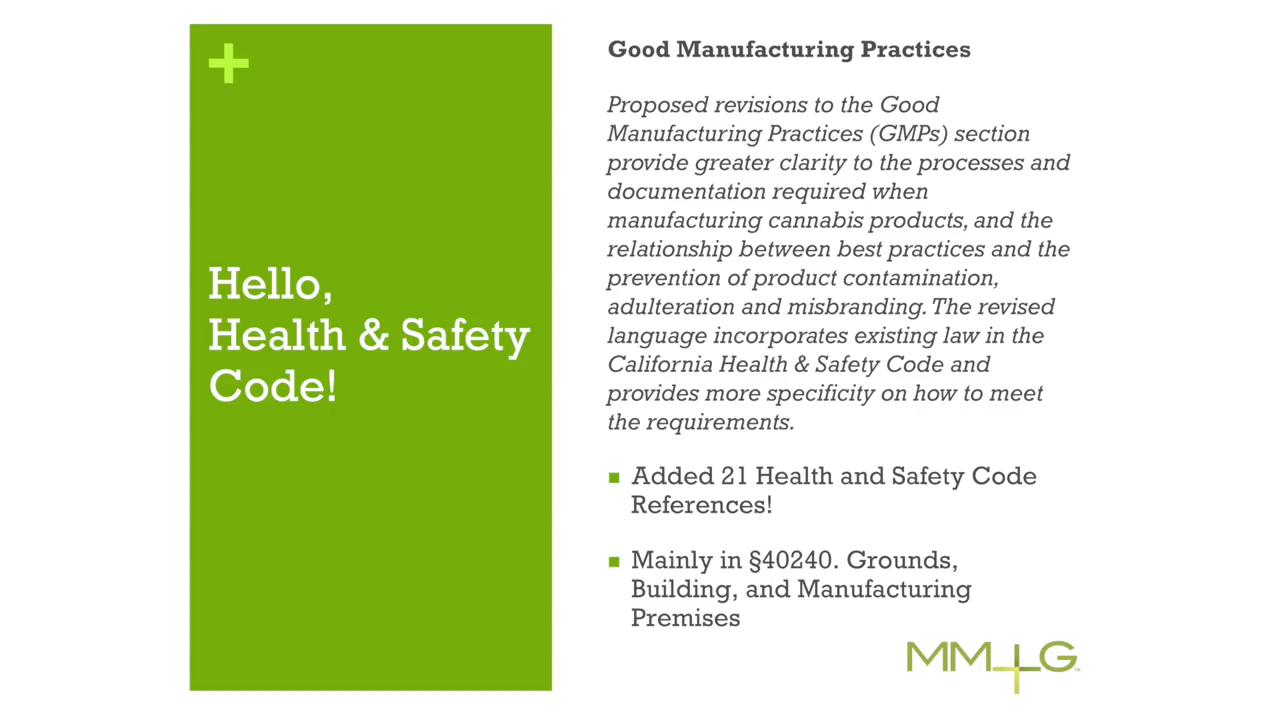 +
Hello,
Health & Safety
Code!
Good Manufacturing Practices
Proposed revisions to the Good
Manufacturing Practices (GMPs) section
provide greater clarity to the processes and
documentation required when
manufacturing cannabis products, and the
relationship between best practices and the
prevention of product contamination,
adulteration and misbranding. The revised
language incorporates existing law in the
California Health & Safety Code and
provides more specificity on how to meet
the requirements.
■ Added 21 Health and Safety Code
References!
■ Mainly in §40240. Grounds,
Building, and Manufacturing
Premises
MM+G